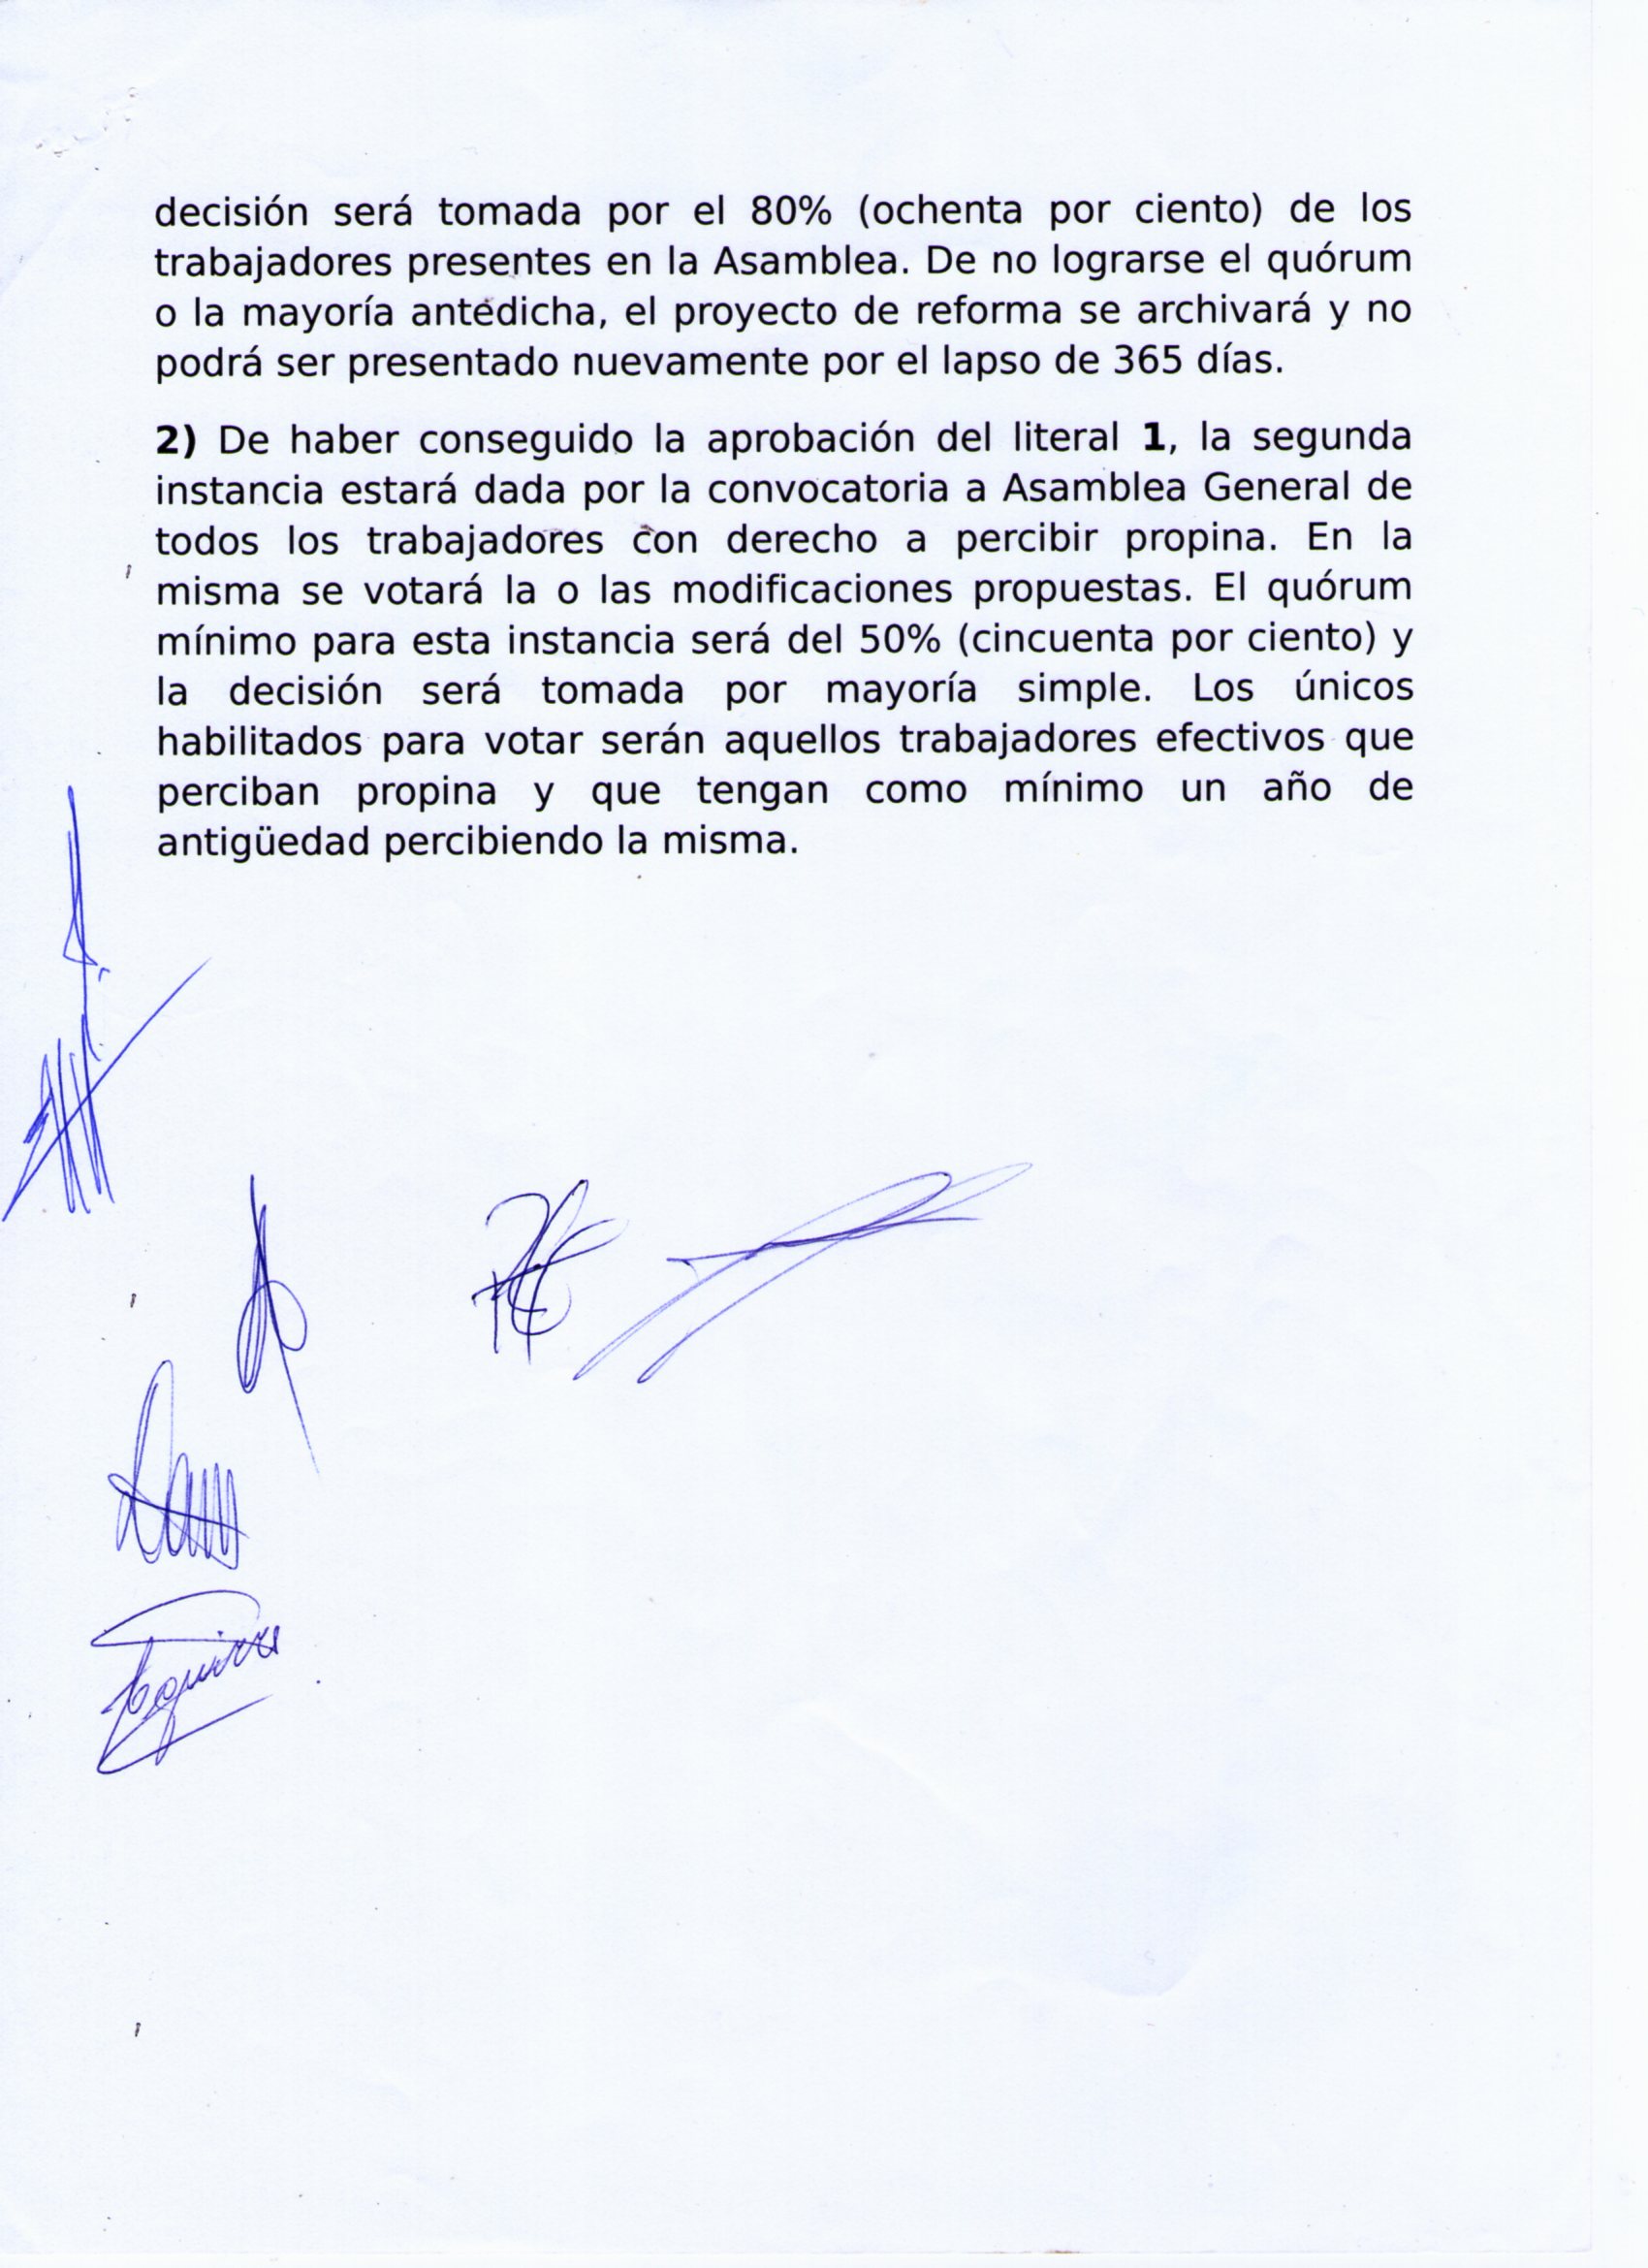 decisión será tomada por el 80% (ochenta por ciento) de los
trabajadores presentes en la Asamblea. De no lograrse el quórum
o la mayoría antedicha, el proyecto de reforma se archivará y no
podrá ser presentado nuevamente por el lapso de 365 días.
2) De haber conseguido la aprobación del literal 1, la segunda
instancia estará dada por la convocatoria a Asamblea General de
todos los trabajadores con derecho a percibir propina. En la
misma se votará la o las modificaciones propuestas. El quórum
mínimo para esta instancia será del 50% (cincuenta por ciento) y
la decisión será tomada por mayoría simple. Los únicos
habilitados para votar serán aquellos trabajadores efectivos que
perciban propina y que tengan como mínimo un año de
antigüedad percibiendo la misma.